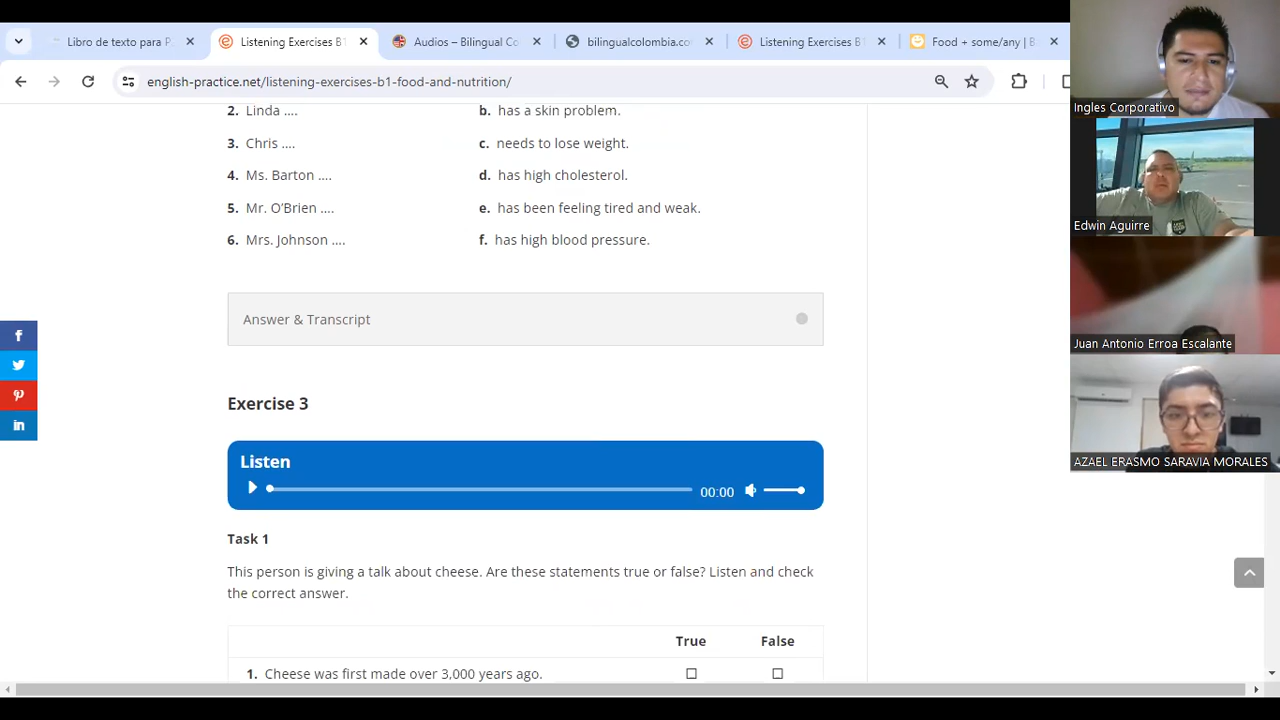 Libro de texto para P
Listening Exercises B1
Audios – Bilingual Co
bilingualcolombia.co
Listening Exercises B1
Food + some/any | B
english-practice.net/listening-exercises-b1-food-and-nutrition/
2. Linda .... b. has a skin problem.
3. Chris .... c. needs to lose weight.
4. Ms. Barton .... d. has high cholesterol.
5. Mr. O'Brien .... e. has been feeling tired and weak.
6. Mrs. Johnson .... f. has high blood pressure.
Answer & Transcript
Exercise 3
Listen
00:00
Task 1
This person is giving a talk about cheese. Are these statements true or false? Listen and check
the correct answer.
True False
1. Cheese was first made over 3,000 years ago.
Ingles Corporativo
Edwin Aguirre
Juan Antonio Erroa Escalante
AZAEL ERASMO SARAVIA MORALES